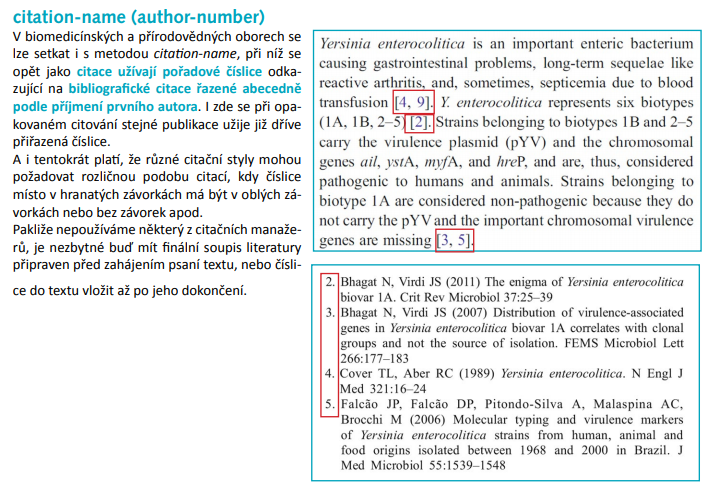 citation-name (author-number)
V biomedicínských a přírodovědných oborech se
lze setkat i s metodou citation-name, při níž se
opět jako citace užívají pořadové číslice odka-
zující na bibliografické citace řazené abecedně
podle příjmení prvního autora. I zde se při opa-
kovaném citování stejné publikace užije již dříve
přiřazená číslice.
A i tentokrát platí, že různé citační styly mohou
požadovat rozličnou podobu citací, kdy číslice
místo v hranatých závorkách má být v oblých zá-
vorkách nebo bez závorek apod.
Pakliže nepoužíváme některý z citačních manaže-
rů, je nezbytné buď mít finální soupis literatury
připraven před zahájením psaní textu, nebo čísli-
ce do textu vložit až po jeho dokončení.
Yersinia enterocolitica is an important enteric bacterium
causing gastrointestinal problems, long-term sequelae like
reactive arthritis, and, sometimes, septicemia due to blood
transfusion [4, 9]. Y. enterocolitica represents six biotypes
(1A, 1B, 2–5) [2]. Strains belonging to biotypes 1B and 2–5
carry the virulence plasmid (pYV) and the chromosomal
genes ail, ystA, myfA, and hreP, and are, thus, considered
pathogenic to humans and animals. Strains belonging to
biotype 1A are considered non-pathogenic because they do
not carry the pYV and the important chromosomal virulence
genes are missing [3, 5].
2. Bhagat N, Virdi JS (2011) The enigma of Yersinia enterocolitica
biovar 1A. Crit Rev Microbiol 37:25–39
3. Bhagat N, Virdi JS (2007) Distribution of virulence-associated
genes in Yersinia enterocolitica biovar 1A correlates with clonal
groups and not the source of isolation. FEMS Microbiol Lett
266:177–183
4. Cover TL, Aber RC (1989) Yersinia enterocolitica. N Engl J
Med 321:16–24
5. Falcão JP, Falcão DP, Pitondo-Silva A, Malaspina AC,
Brocchi M (2006) Molecular typing and virulence markers
of Yersinia enterocolitica strains from human, animal and
food origins isolated between 1968 and 2000 in Brazil. J
Med Microbiol 55:1539–1548